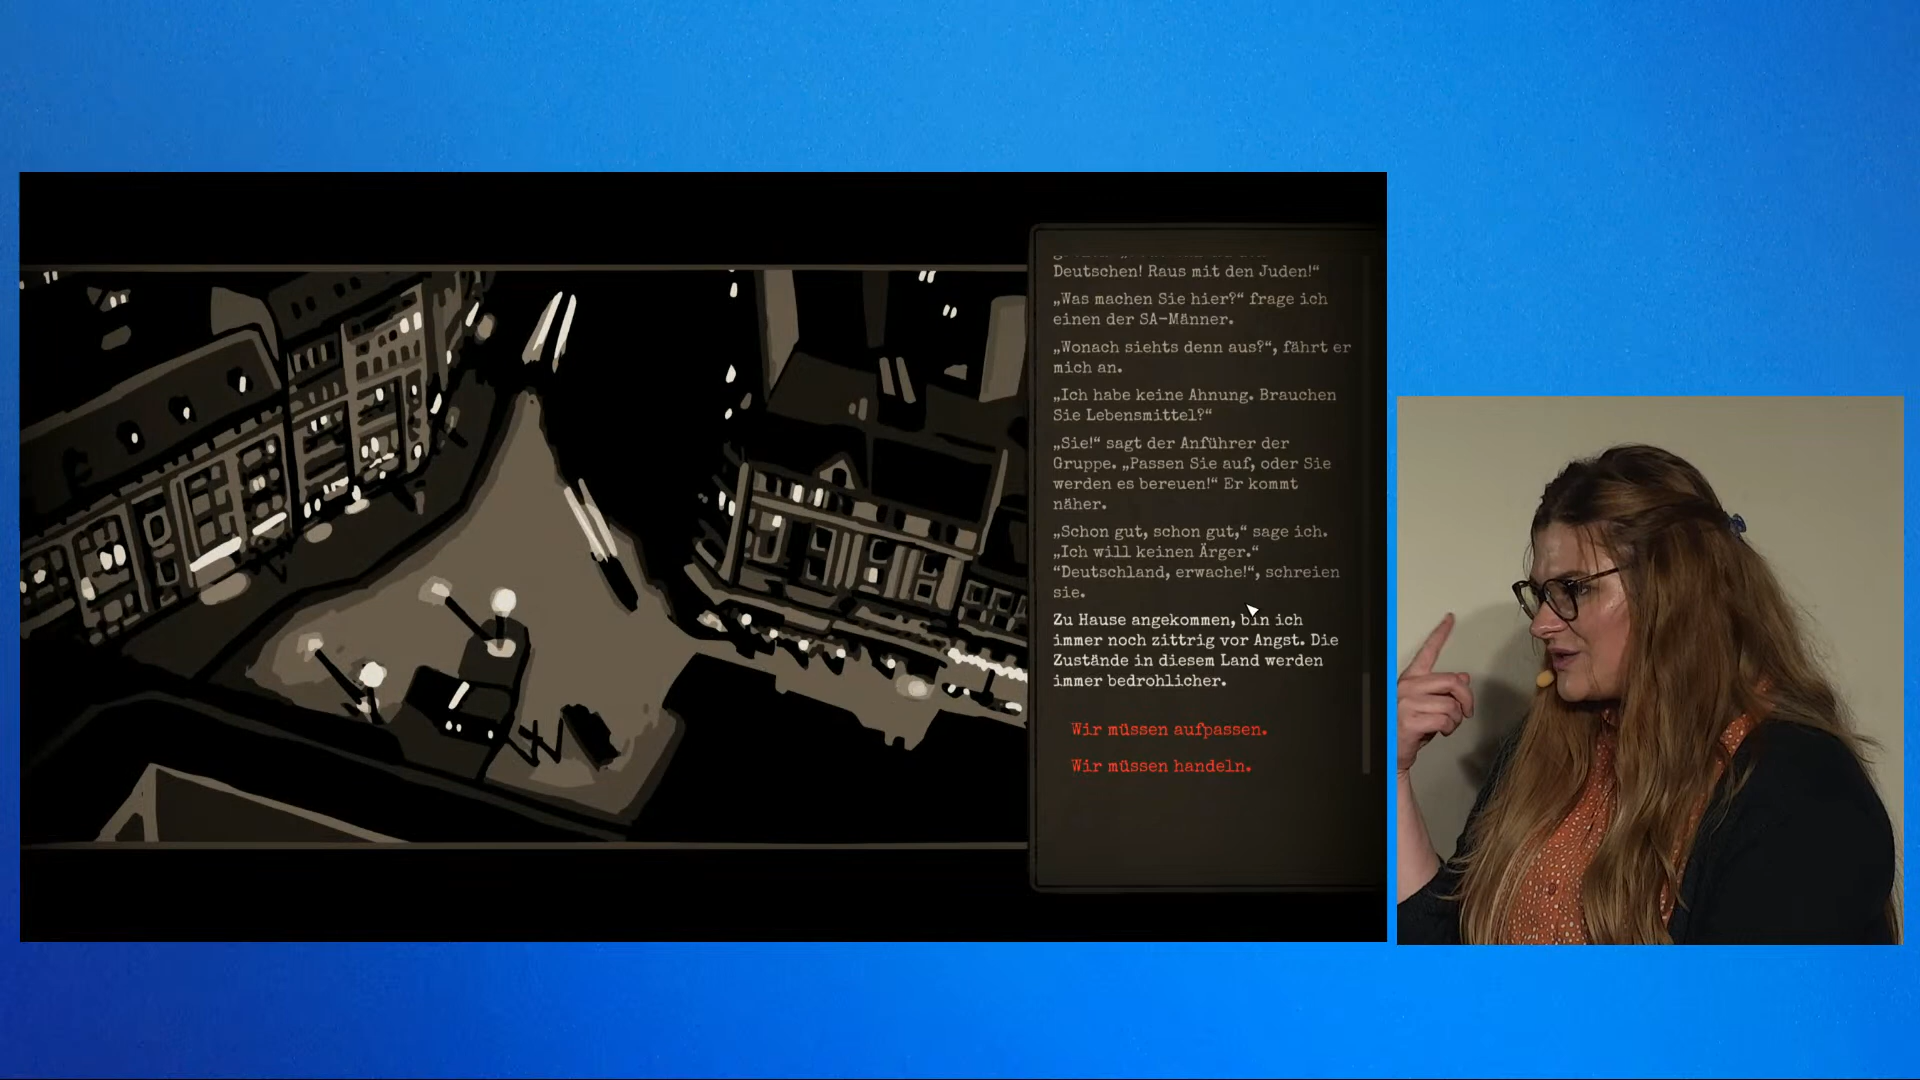 Deutschen! Raus mit den Juden!“
„Was machen Sie hier?“ frage ich
einen der SA-Männer.
„Wonach siehts denn aus?“, fährt er
mich an.
„Ich habe keine Ahnung. Brauchen
Sie Lebensmittel?“
„Sie!“ sagt der Anführer der
Gruppe. „Passen Sie auf, oder Sie
werden es bereuen!“ Er kommt
näher.
„Schon gut, schon gut,“ sage ich.
„Ich will keinen Ärger.“
“Deutschland, erwache!“, schreien
sie.
Zu Hause angekommen, bin ich
immer noch zittrig vor Angst. Die
Zustände in diesem Land werden
immer bedrohlicher.
Wir müssen aufpassen.
Wir müssen handeln.